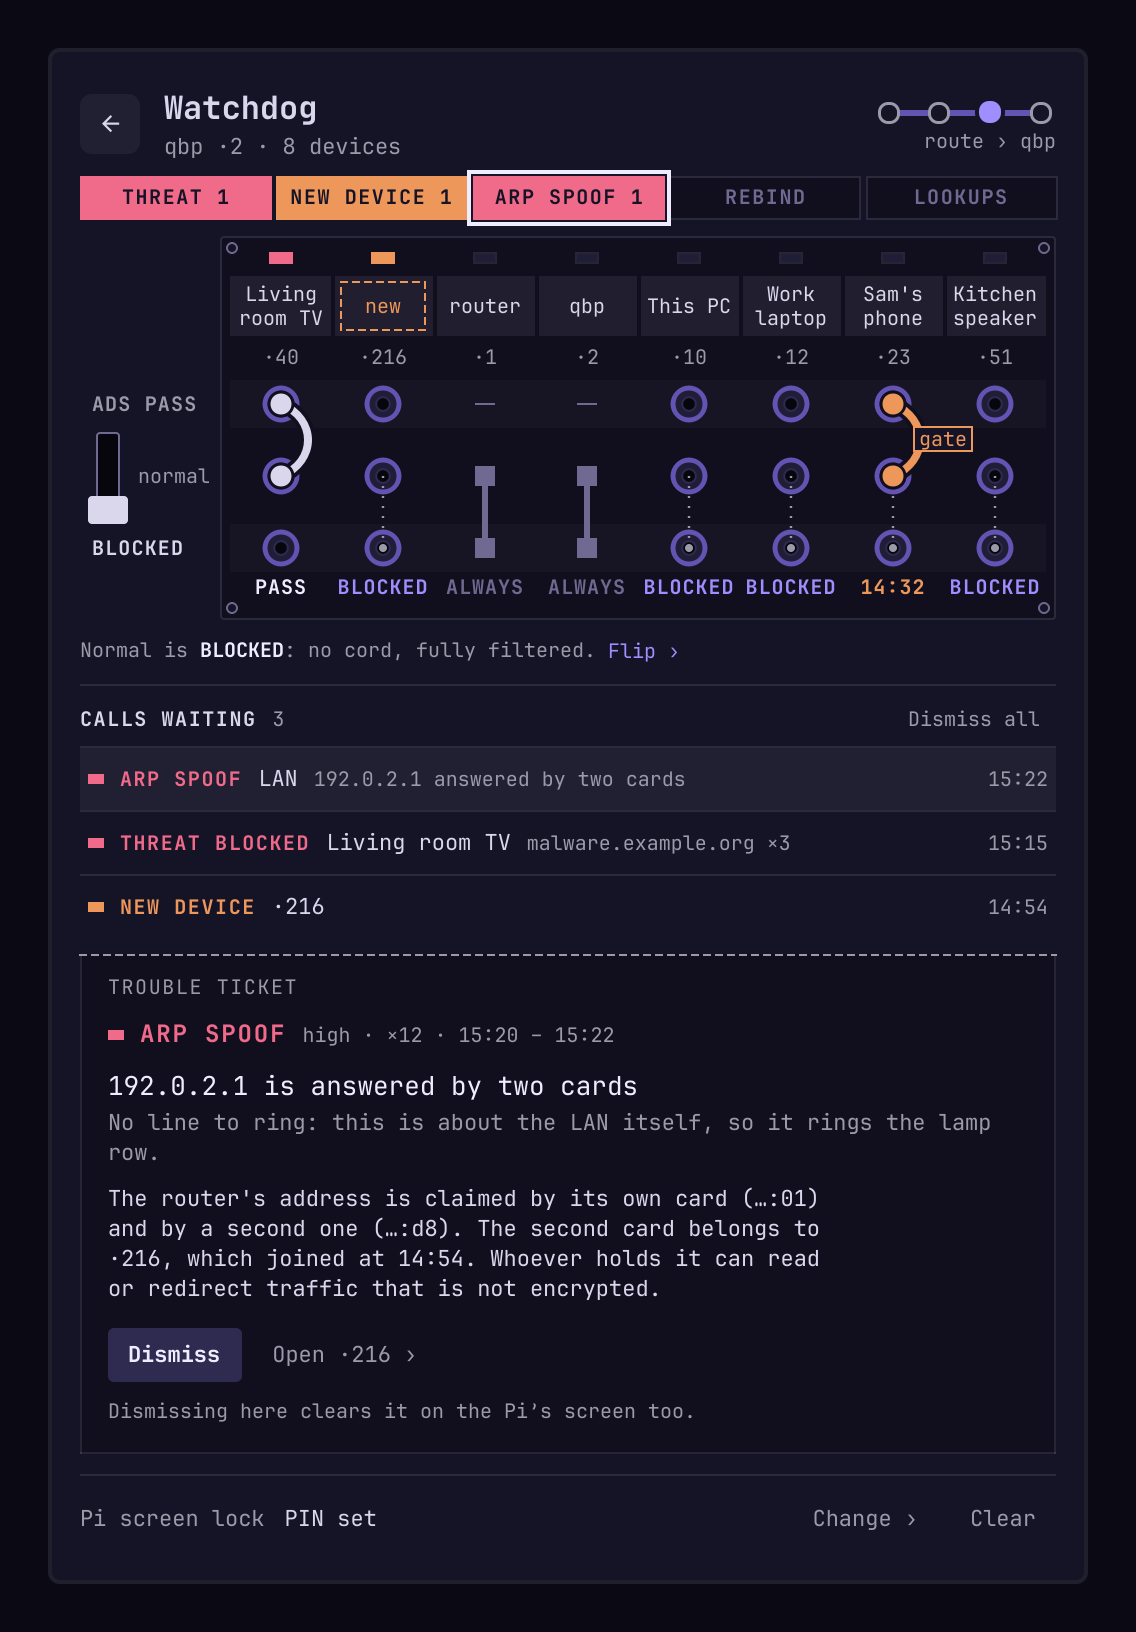 ←
Watchdog
qbp ·2 · 8 devices
route › qbp
THREAT 1
NEW DEVICE 1
ARP SPOOF 1
REBIND
LOOKUPS
Living room TV
new
router
qbp
This PC
Work laptop
Sam's phone
Kitchen speaker
·40
·216
·1
·2
·10
·12
·23
·51
ADS PASS
normal
BLOCKED
gate
PASS
BLOCKED
ALWAYS
ALWAYS
BLOCKED
BLOCKED
14:32
BLOCKED
Normal is BLOCKED: no cord, fully filtered. Flip ›
CALLS WAITING 3
Dismiss all
ARP SPOOF LAN 192.0.2.1 answered by two cards 15:22
THREAT BLOCKED Living room TV malware.example.org ×3 15:15
NEW DEVICE ·216 14:54
TROUBLE TICKET
ARP SPOOF high · ×12 · 15:20 – 15:22
192.0.2.1 is answered by two cards
No line to ring: this is about the LAN itself, so it rings the lamp
row.
The router's address is claimed by its own card (…:01)
and by a second one (…:d8). The second card belongs to
·216, which joined at 14:54. Whoever holds it can read
or redirect traffic that is not encrypted.
Dismiss
Open ·216 ›
Dismissing here clears it on the Pi’s screen too.
Pi screen lock PIN set
Change ›
Clear